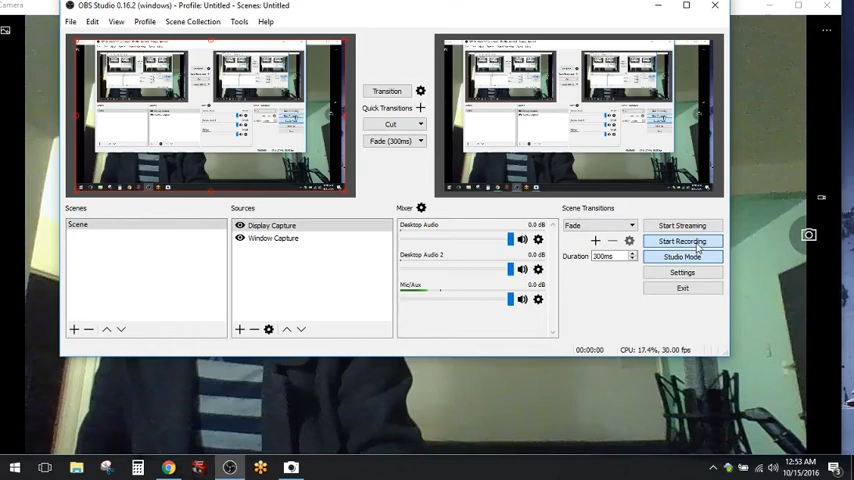 Camera
OBS Studio 0.16.2 (windows) - Profile: Untitled - Scenes: Untitled
File Edit View Profile Scene Collection Tools Help
Transition
Quick Transitions
Cut
Fade (300ms)
Scenes Sources Mixer Scene Transitions
Scene
Display Capture
Window Capture
Desktop Audio 0.0 dB
Desktop Audio 2 0.0 dB
Mic/Aux 0.0 dB
Fade
Duration 300ms
Start Streaming
Start Recording
Studio Mode
Settings
Exit
00:00:00 CPU: 17.4%, 30.00 fps
12:53 AM
10/15/2016
3